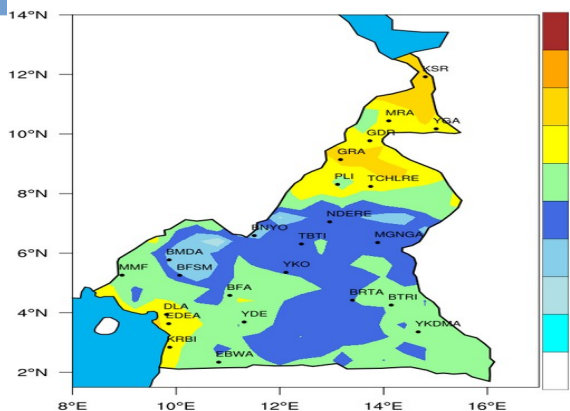 14°N
KSR
12°N
MRA
YGA
10°N
GDR
GRA
PLI
TCHLRE
8°N
NDERE
BNYO
TBTI
MGNGA
6°N
BMDA
MMF
BFSM
YKO
BFA
BRTA
BTRI
4°N
DLA
EDEA
YDE
YKDMA
KRBI
EBWA
2°N
8°E 10°E 12°E 14°E 16°E